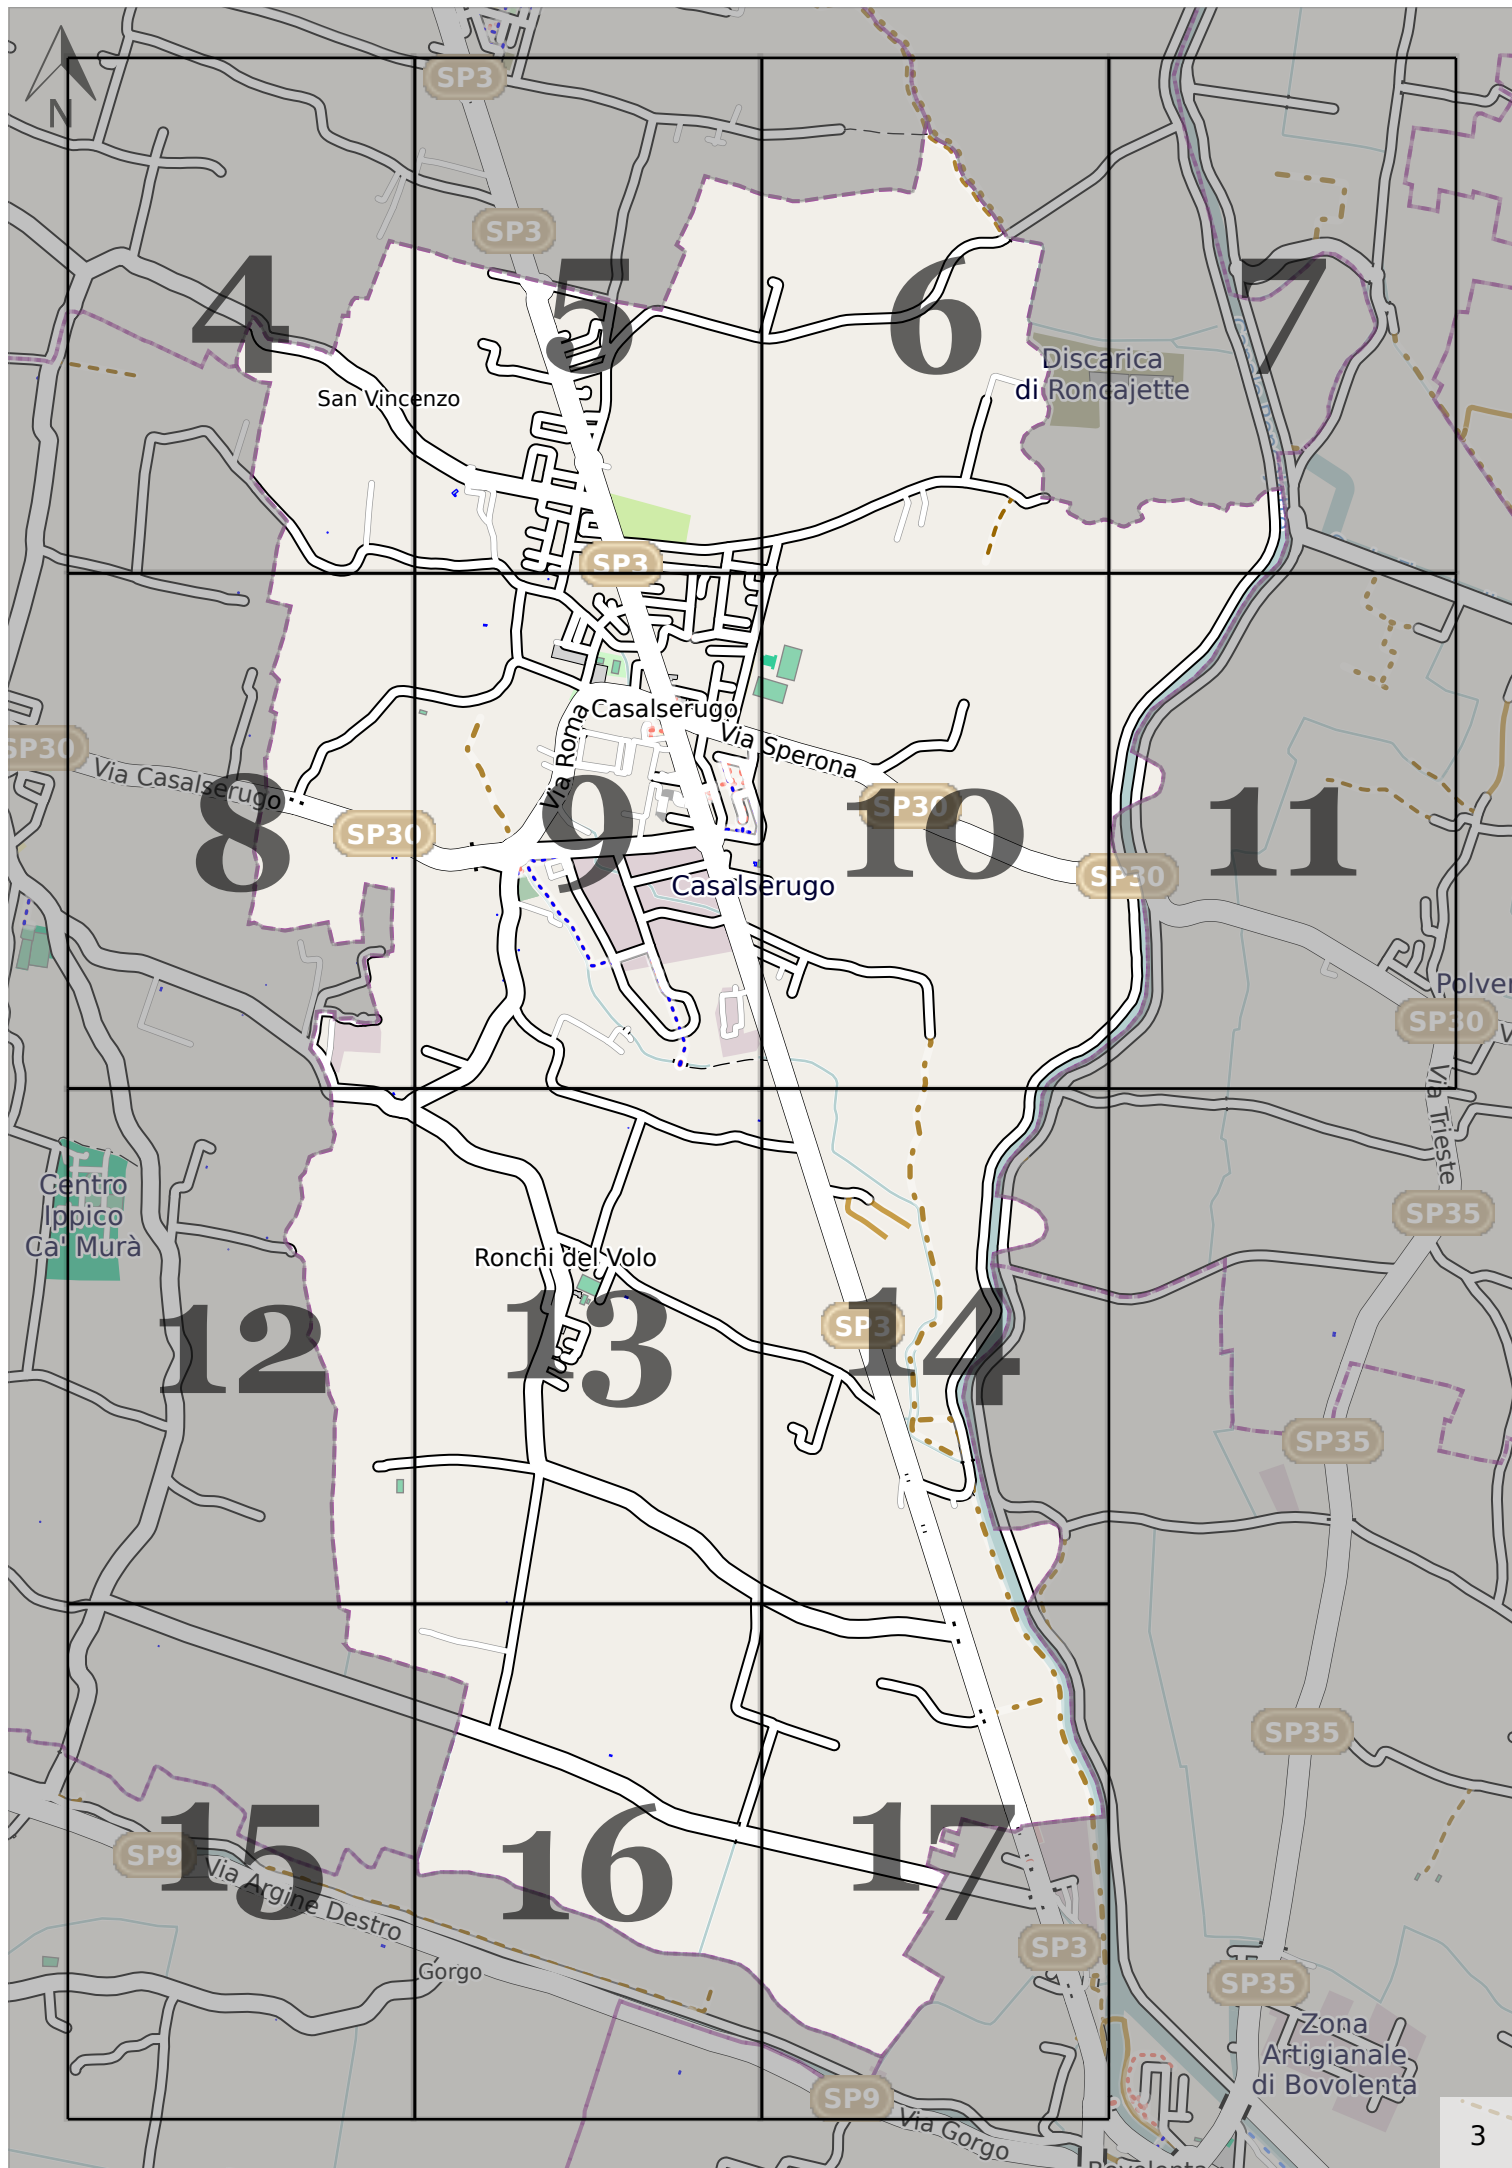 SP3
N
SP3
4
5
6
7
Discarica
di Roncajette
San Vincenzo
SP3
Casalserugo
Via Roma
Via Sperona
SP30
Via Casalserugo
SP30
SP30
8
9
10
11
SP30
Casalserugo
Polver
SP30
V
Via Trieste
Centro
Ippico
Ca' Murà
SP35
Ronchi del Volo
12
13
SP3
14
SP35
SP35
15
16
17
SP9
Via Argine Destro
SP3
Gorgo
SP35
Zona
Artigianale
di Bovolenta
SP9
Via Gorgo
3
Bovolenta